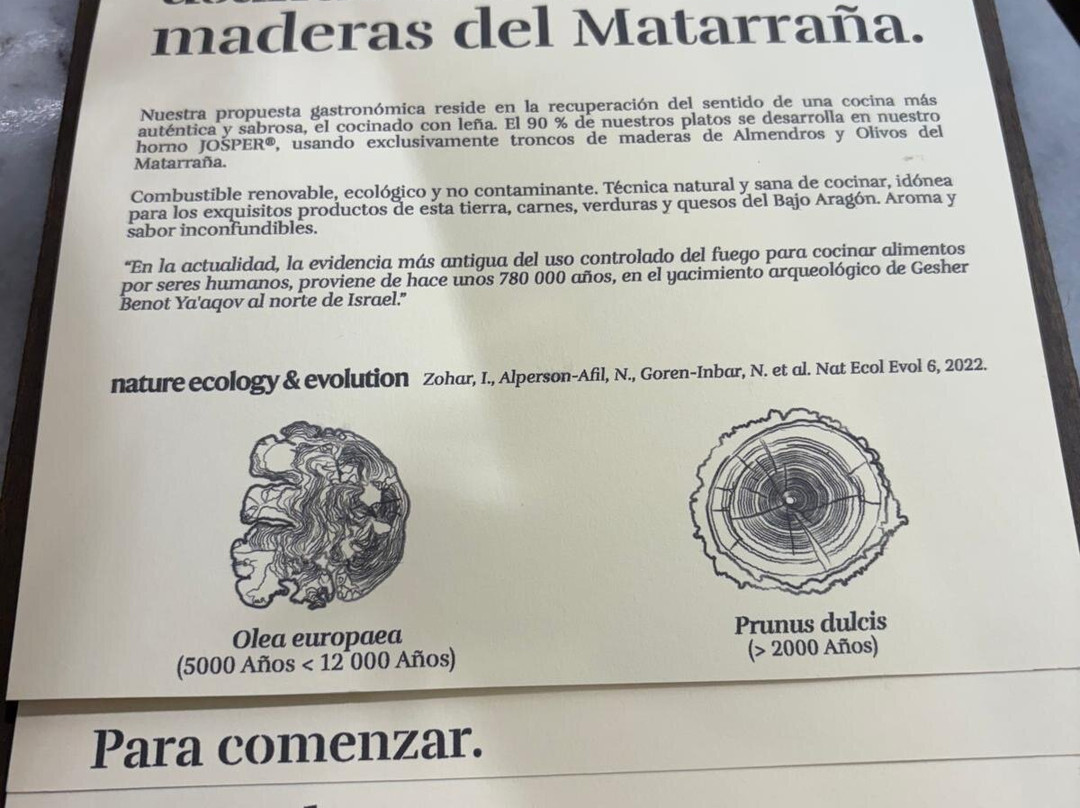 maderas del Matarraña.
Nuestra propuesta gastronómica reside en la recuperación del sentido de una cocina más
auténtica y sabrosa, el cocinado con leña. El 90 % de nuestros platos se desarrolla en nuestro
horno JOSPER®, usando exclusivamente troncos de maderas de Almendros y Olivos del
Matarraña.
Combustible renovable, ecológico y no contaminante. Técnica natural y sana de cocinar, idónea
para los exquisitos productos de esta tierra, carnes, verduras y quesos del Bajo Aragón. Aroma y
sabor inconfundibles.
“En la actualidad, la evidencia más antigua del uso controlado del fuego para cocinar alimentos
por seres humanos, proviene de hace unos 780 000 años, en el yacimiento arqueológico de Gesher
Benot Ya'aqov al norte de Israel.”
nature ecology & evolution Zohar, I., Alperson-Afil, N., Goren-Inbar, N. et al. Nat Ecol Evol 6, 2022.
Olea europaea
(5000 Años < 12 000 Años)
Prunus dulcis
(> 2000 Años)
Para comenzar.